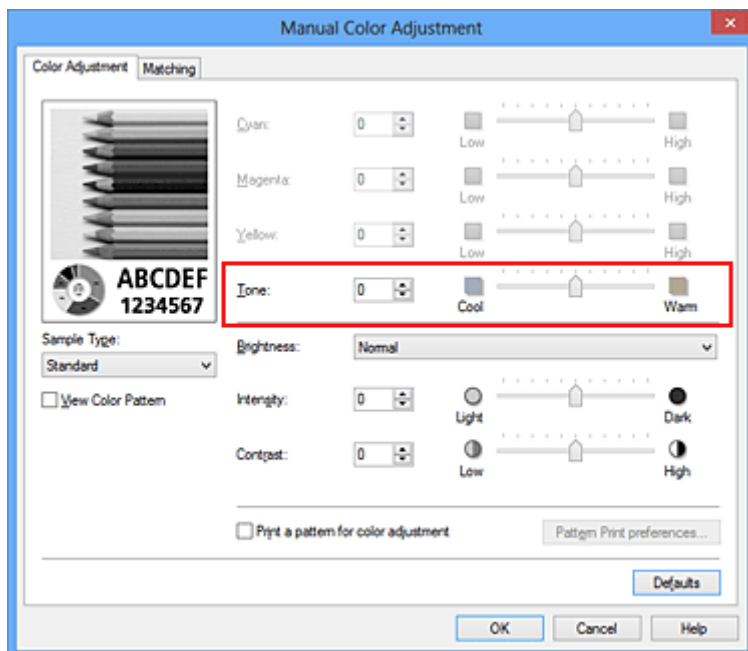 Manual Color Adjustment
Color Adjustment Matching
Cyan: 0 Low High
Magenta: 0 Low High
Yellow: 0 Low High
ABCDEF
1234567
Tone: 0 Cool Warm
Sample Type:
Standard
View Color Pattern
Brightness: Normal
Intensity: 0 Light Dark
Contrast: 0 Low High
Print a pattern for color adjustment Pattern Print preferences...
Defaults
OK Cancel Help